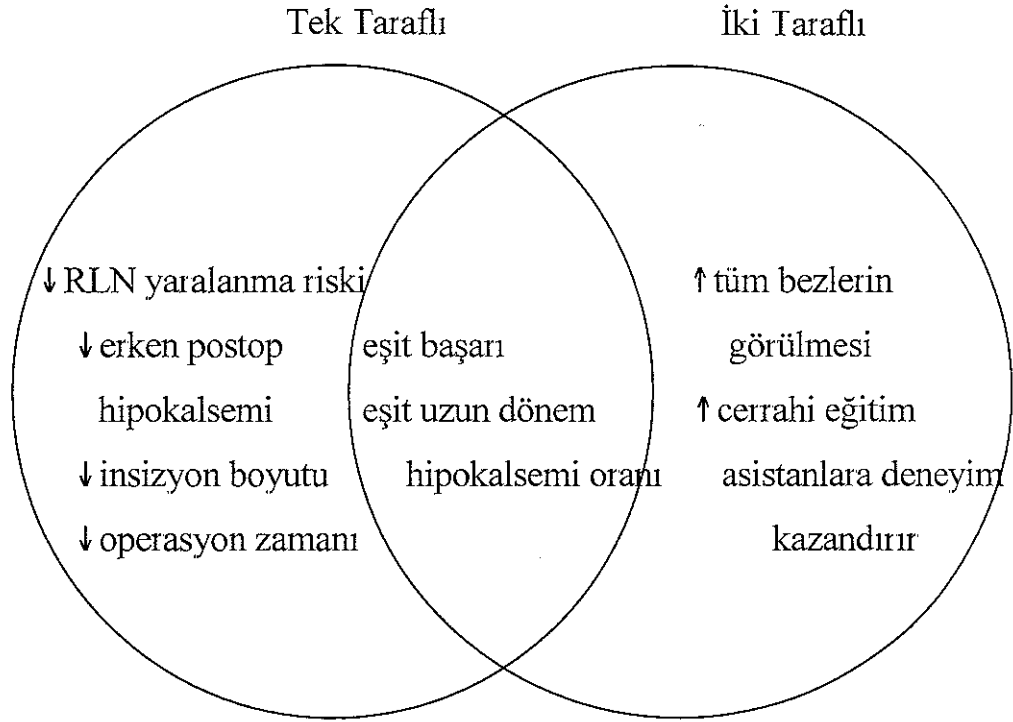 Tek Taraflı
İki Taraflı
↓ RLN yaralanma riski
↓ erken postop
hipokalsemi
↓ insizyon boyutu
↓ operasyon zamanı
eşit başarı
eşit uzun dönem
hipokalsemi oranı
↑ tüm bezlerin
görülmesi
↑ cerrahi eğitim
asistanlara deneyim
kazandırır